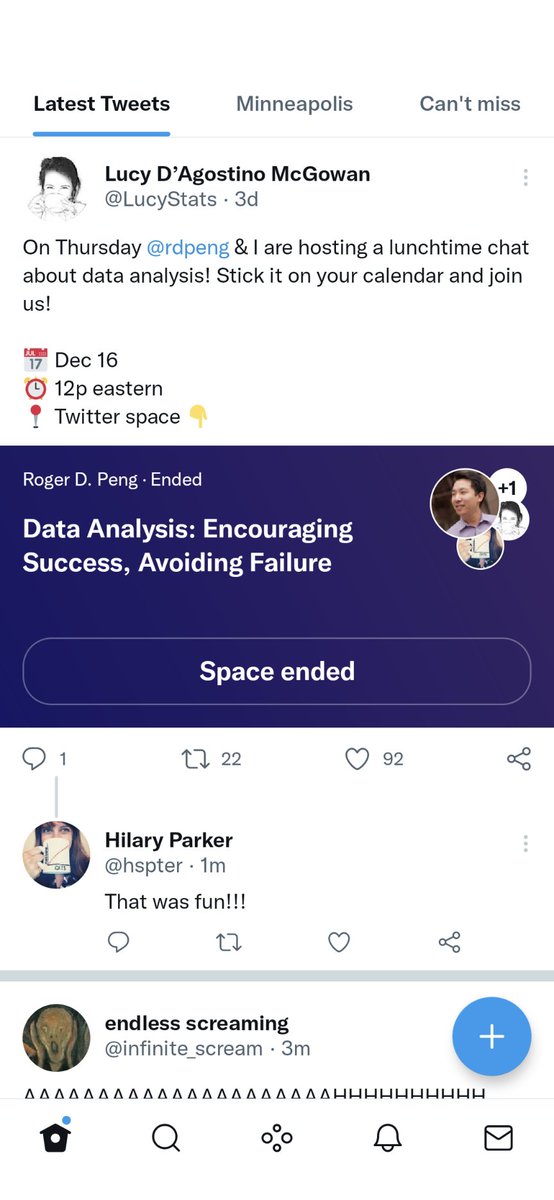 Latest Tweets Minneapolis Can't miss
Lucy D’Agostino McGowan
@LucyStats · 3d
On Thursday @rdpeng & I are hosting a lunchtime chat
about data analysis! Stick it on your calendar and join
us!
JUL
17
Dec 16
12p eastern
Twitter space
Roger D. Peng · Ended
+1
Data Analysis: Encouraging
Success, Avoiding Failure
Space ended
1 22 92
Hilary Parker
@hspter · 1m
That was fun!!!
endless screaming
@infinite_scream · 3m